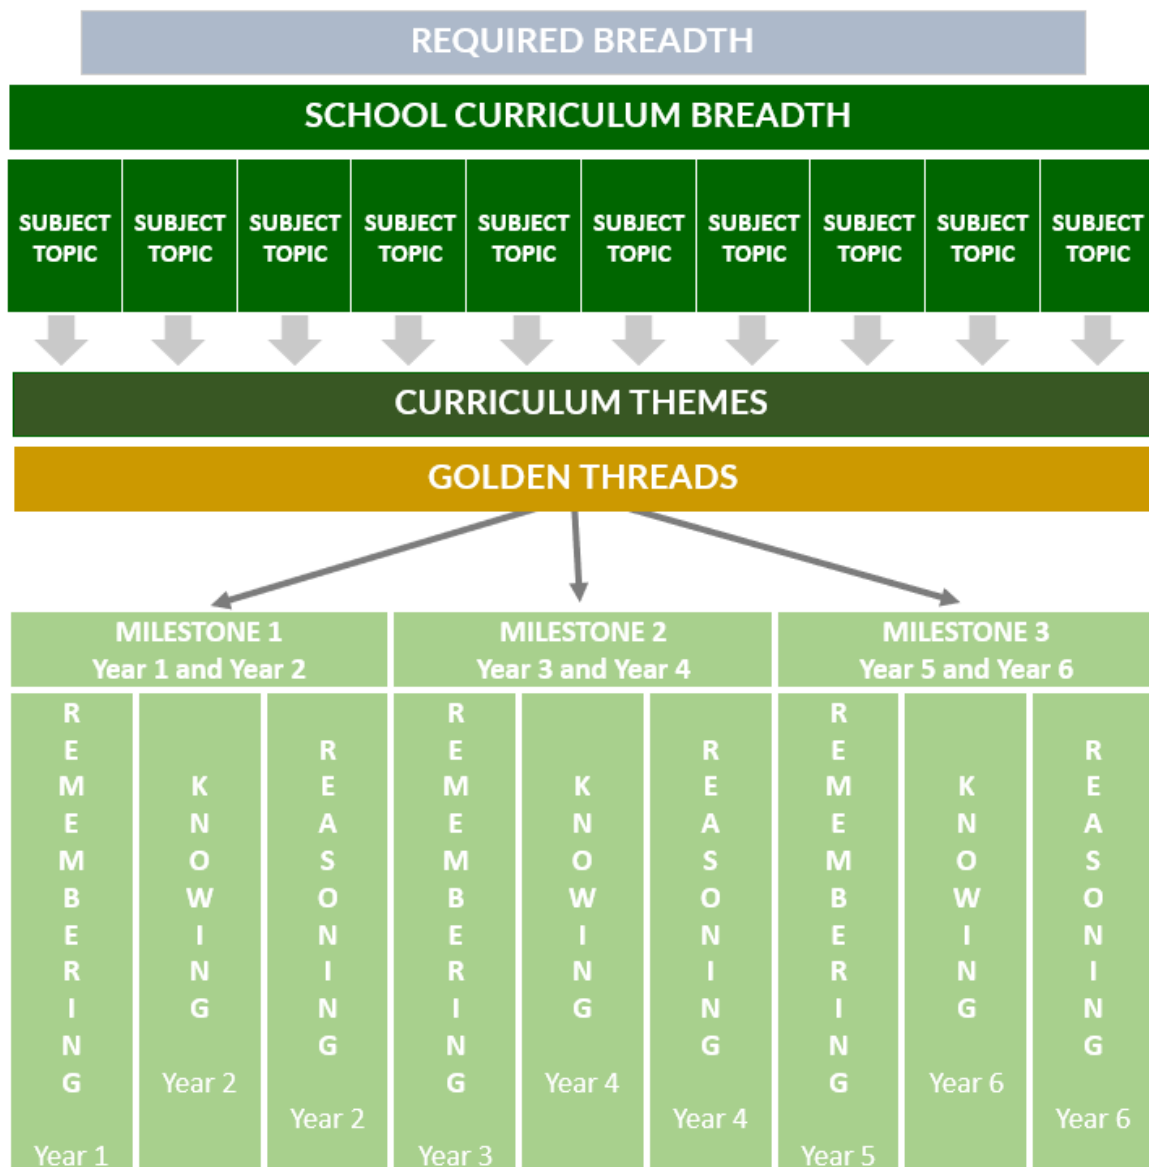 REQUIRED BREADTH
SCHOOL CURRICULUM BREADTH
SUBJECT TOPIC
SUBJECT TOPIC
SUBJECT TOPIC
SUBJECT TOPIC
SUBJECT TOPIC
SUBJECT TOPIC
SUBJECT TOPIC
SUBJECT TOPIC
SUBJECT TOPIC
SUBJECT TOPIC
CURRICULUM THEMES
GOLDEN THREADS
MILESTONE 1
Year 1 and Year 2
MILESTONE 2
Year 3 and Year 4
MILESTONE 3
Year 5 and Year 6
REMEMBERING
Year 1
KNOWING
Year 2
REASONING
Year 2
REMEMBERING
Year 3
KNOWING
Year 4
REASONING
Year 4
REMEMBERING
Year 5
KNOWING
Year 6
REASONING
Year 6